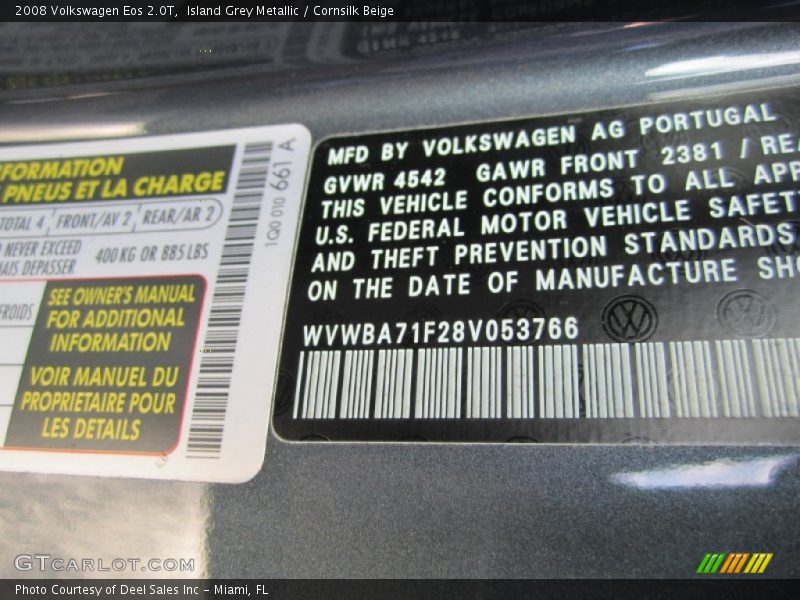 2008 Volkswagen Eos 2.0T, Island Grey Metallic / Cornsilk Beige
PNEUS ET LA CHARGE
TOTAL 4 FRONT/AV 2 REAR/AR 2
NEVER EXCEED
DEPASSER
400 KG OR 885 LBS
SEE OWNER'S MANUAL
FOR ADDITIONAL
INFORMATION
VOIR MANUEL DU
PROPRIETAIRE POUR
LES DETAILS
1Q0 010 661 A
MFD BY VOLKSWAGEN AG PORTUGAL
GVWR 4542 GAWR FRONT 2381 /
THIS VEHICLE CONFORMS TO ALL
U.S. FEDERAL MOTOR VEHICLE
AND THEFT PREVENTION STANDARDS
ON THE DATE OF MANUFACTURE
WVWBA71F28V053766
GTCARLOT.COM
Photo Courtesy of Deel Sales Inc - Miami, FL